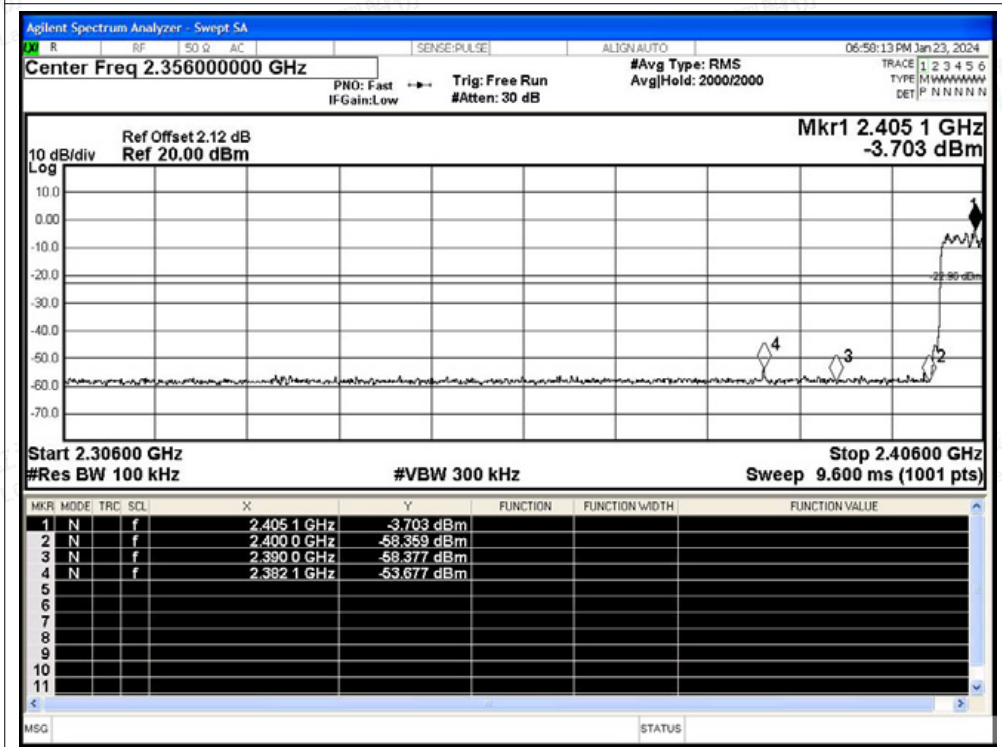 Agilent Spectrum Analyzer - Swept SA
LXI R RF 50 Ω AC SENSE:PULSE ALIGN AUTO 06:58:13 PM Jan 23, 2024
Center Freq 2.356000000 GHz
PNO: Fast
IFGain:Low
Trig: Free Run
#Atten: 30 dB
#Avg Type: RMS
Avg|Hold: 2000/2000
TRACE 1 2 3 4 5 6
TYPE M WWWWW
DET P N N N N N
Ref Offset 2.12 dB
10 dB/div Ref 20.00 dBm
Log
Mkr1 2.405 1 GHz
-3.703 dBm
10.0
0.00
-10.0
-20.0
-30.0
-40.0
-50.0
-60.0
-70.0
1
-22.96 dBm
4
3
2
Start 2.30600 GHz Stop 2.40600 GHz
#Res BW 100 kHz #VBW 300 kHz Sweep 9.600 ms (1001 pts)
MKR MODE TRC SCL X Y FUNCTION FUNCTION WIDTH FUNCTION VALUE
1 N f 2.405 1 GHz -3.703 dBm
2 N f 2.400 0 GHz -58.359 dBm
3 N f 2.390 0 GHz -58.377 dBm
4 N f 2.382 1 GHz -53.677 dBm
5
6
7
8
9
10
11
MSG STATUS